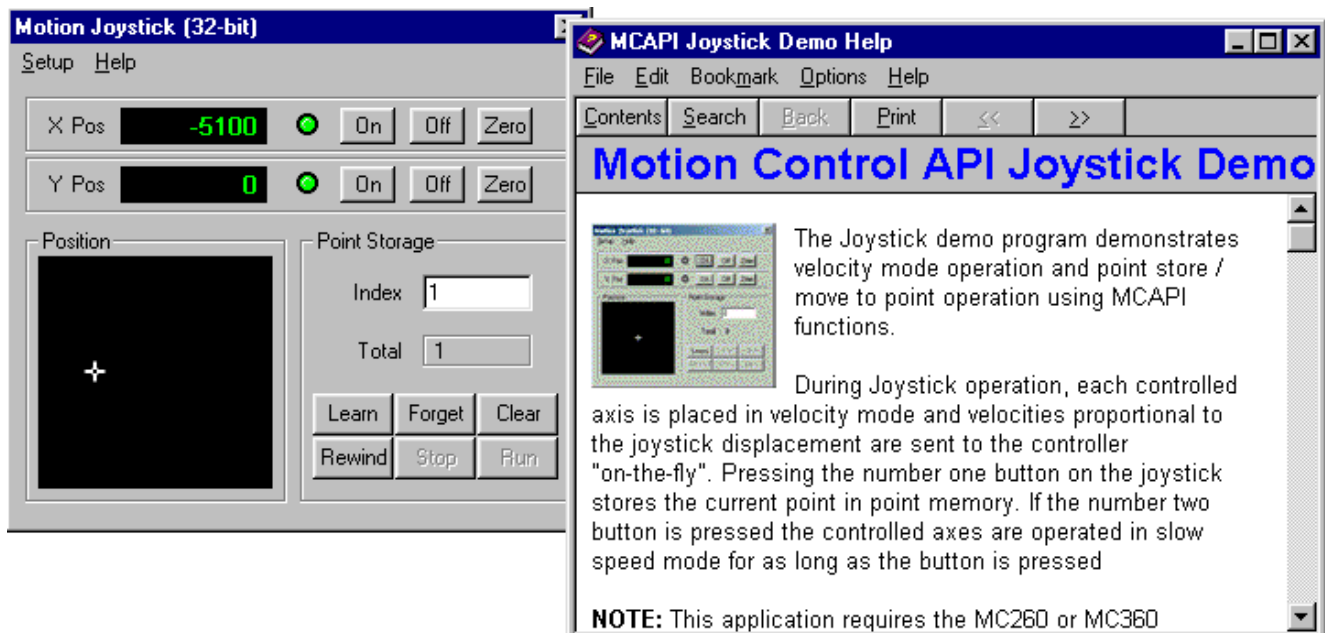 Motion Joystick (32-bit)
Setup Help
X Pos -5100 On Off Zero
Y Pos 0 On Off Zero
Position
Point Storage
Index 1
Total 1
Learn Forget Clear
Rewind Stop Run
MCAPI Joystick Demo Help
File Edit Bookmark Options Help
Contents Search Back Print << >>
Motion Control API Joystick Demo
The Joystick demo program demonstrates
velocity mode operation and point store /
move to point operation using MCAPI
functions.
During Joystick operation, each controlled
axis is placed in velocity mode and velocities proportional to
the joystick displacement are sent to the controller
"on-the-fly". Pressing the number one button on the joystick
stores the current point in point memory. If the number two
button is pressed the controlled axes are operated in slow
speed mode for as long as the button is pressed
NOTE: This application requires the MC260 or MC360